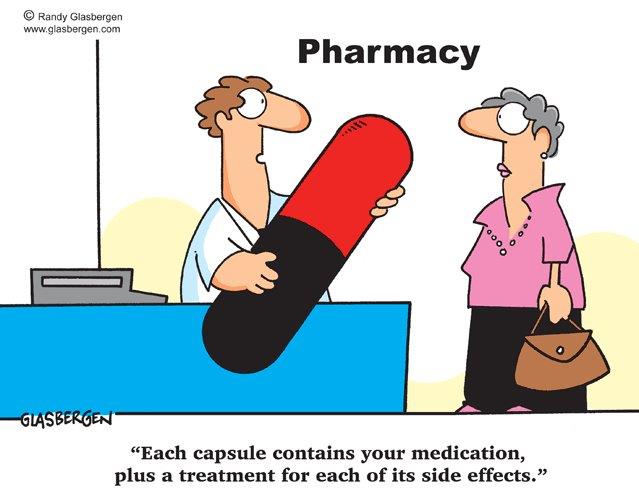 © Randy Glasbergen
www.glasbergen.com
Pharmacy
GLASBERGEN
“Each capsule contains your medication,
plus a treatment for each of its side effects.”